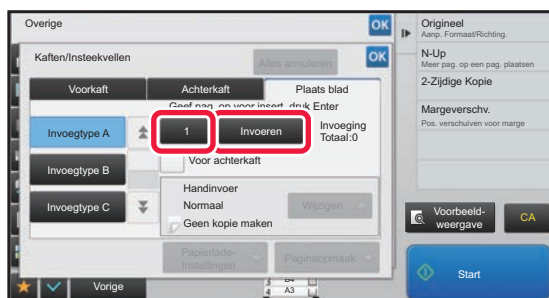 Overige
OK
Kaften/Insteekvellen
Alles annuleren
OK
Voorkaft
Achterkaft
Plaats blad
Geef pag. op voor insert, druk Enter
Invoegtype A
1
Invoeren
Invoeging
Totaal:0
Voor achterkaft
Invoegtype B
Handinvoer
Normaal
Wijzigen
Geen kopie maken
Invoegtype C
Papierlade-
Instellingen
Paginaopmaak
Vorige
3 B4
4 A3
Origineel
Aanp. Formaat/Richting.
N-Up
Meer pag. op een pag. plaatsen
2-Zijdige Kopie
Margeverschv.
Pos. verschuiven voor marge
Voorbeeld-
weergave
CA
Start